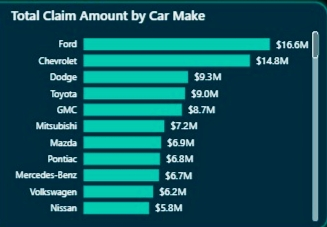 Total Claim Amount by Car Make
Ford $16.6M
Chevrolet $14.8M
Dodge $9.3M
Toyota $9.0M
GMC $8.7M
Mitsubishi $7.2M
Mazda $6.9M
Pontiac $6.8M
Mercedes-Benz $6.7M
Volkswagen $6.2M
Nissan $5.8M